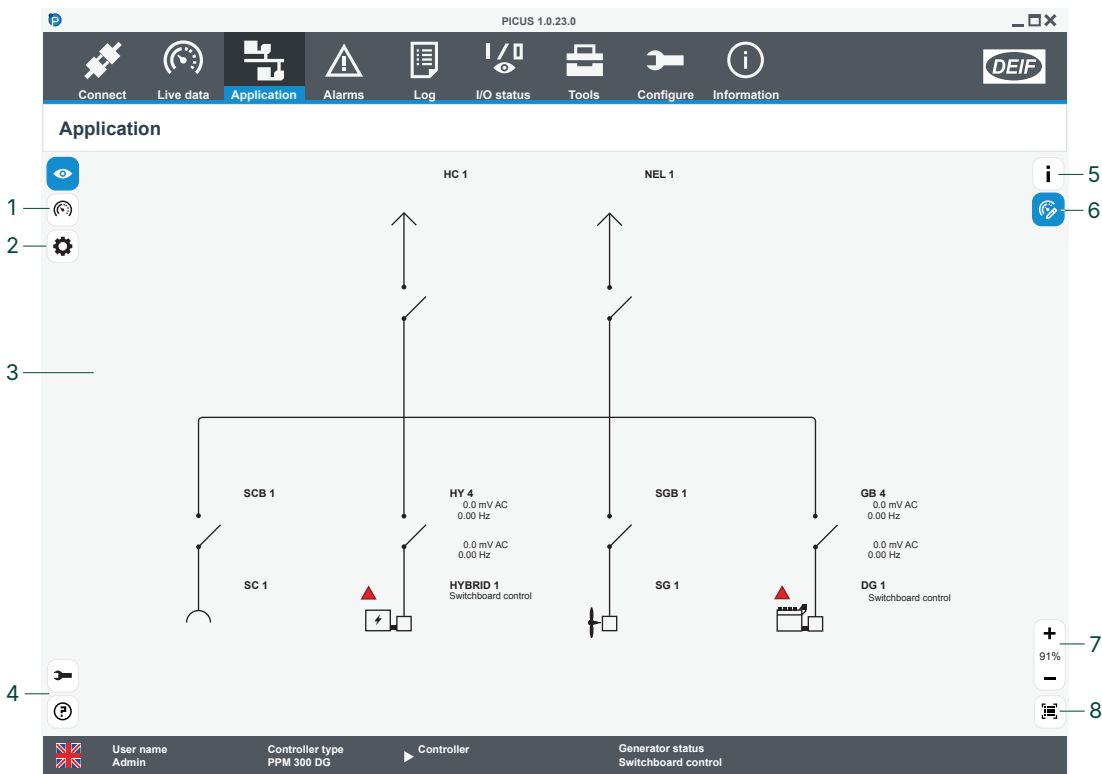 PICUS 1.0.23.0
Connect Live data Application Alarms Log I/O status Tools Configure Information
DEIF
Application
HC 1 NEL 1
1
2
3
4
5
6
7
8
SCB 1
HY 4
0.0 mV AC
0.00 Hz
0.0 mV AC
0.00 Hz
SGB 1
GB 4
0.0 mV AC
0.00 Hz
0.0 mV AC
0.00 Hz
SC 1
HYBRID 1
Switchboard control
SG 1
DG 1
Switchboard control
91%
User name
Admin
Controller type
PPM 300 DG
Controller
Generator status
Switchboard control